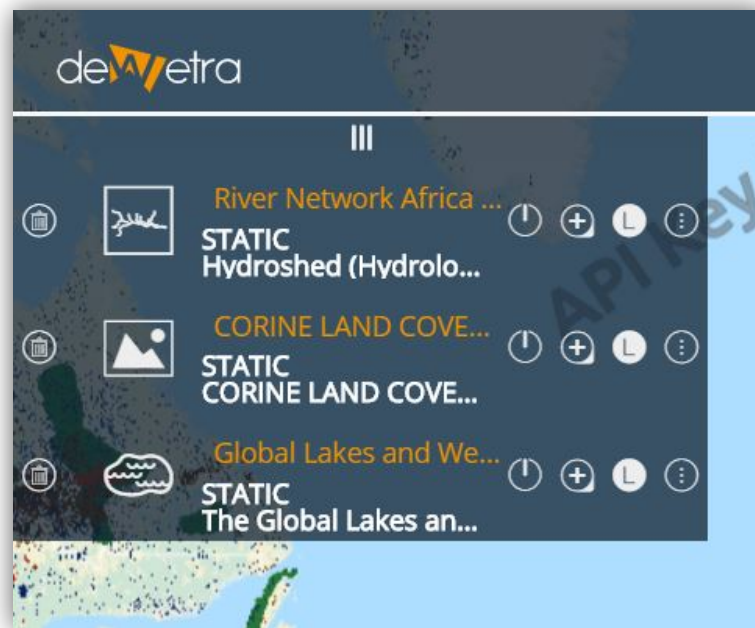 dewetra
River Network Africa ...
STATIC
Hydroshed (Hydrolo...
L
CORINE LAND COVE...
STATIC
CORINE LAND COVE...
L
Global Lakes and We...
STATIC
The Global Lakes an...
L
API Key